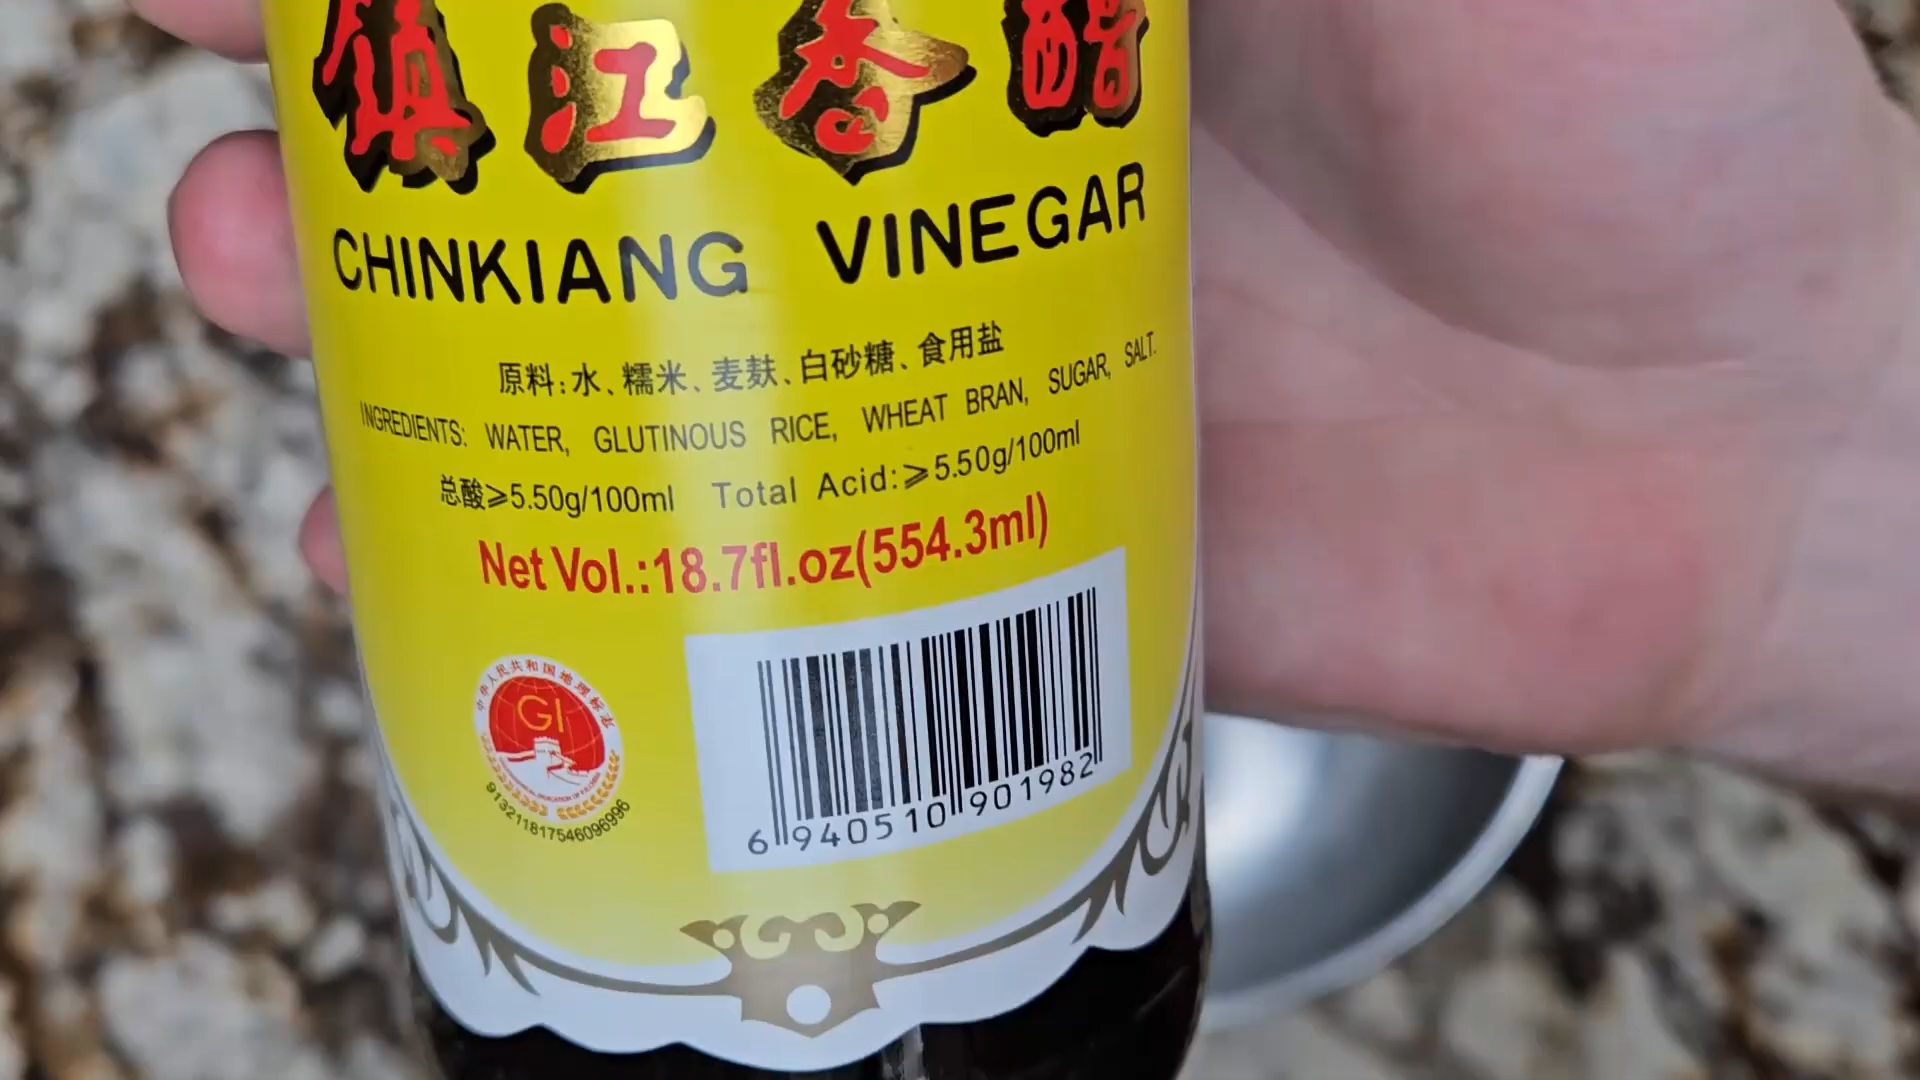 镇江香醋
CHINKIANG VINEGAR
原料:水、糯米、麦麸、白砂糖、食用盐
INGREDIENTS: WATER, GLUTINOUS RICE, WHEAT BRAN, SUGAR, SALT.
总酸≥5.50g/100ml Total Acid:≥5.50g/100ml
Net Vol.:18.7fl.oz(554.3ml)
中华人民共和国地理标志
GI
913211817546096996
6 940510 901982